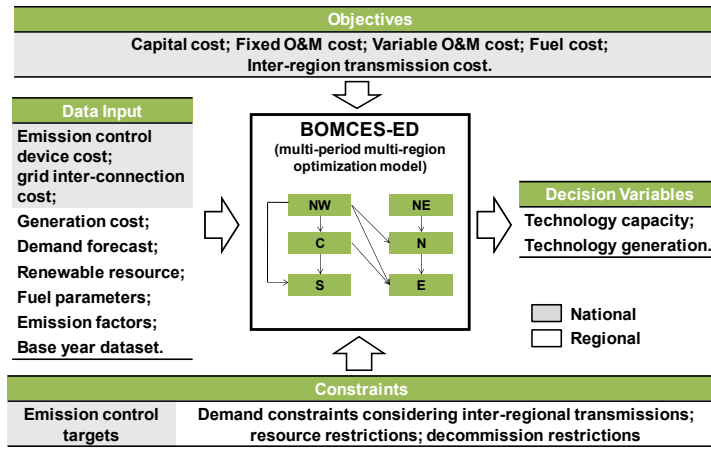 Objectives
Capital cost; Fixed O&M cost; Variable O&M cost; Fuel cost;
Inter-region transmission cost.
Data Input
Emission control
device cost;
grid inter-connection
cost;
Generation cost;
Demand forecast;
Renewable resource;
Fuel parameters;
Emission factors;
Base year dataset.
BOMCES-ED
(multi-period multi-region
optimization model)
NW
NE
C
N
S
E
Decision Variables
Technology capacity;
Technology generation.
National
Regional
Constraints
Emission control
targets
Demand constraints considering inter-regional transmissions;
resource restrictions; decommission restrictions